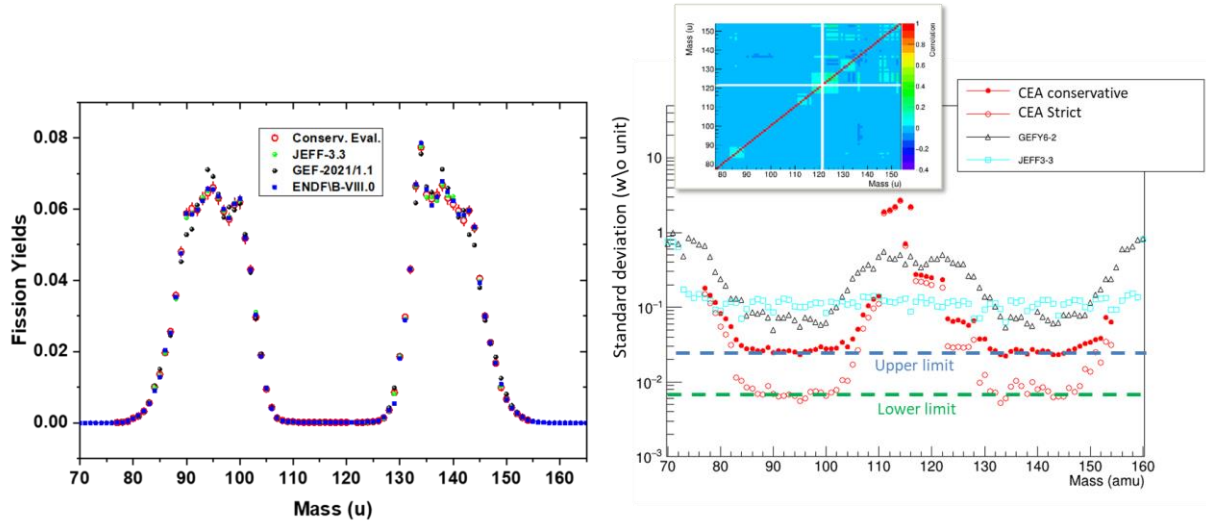 0.08
0.06
0.04
0.02
0.00
Fission Yields
Conserv. Eval.
JEFF-3.3
GEF-2021/1.1
ENDF\B-VIII.0
70 80 90 100 110 120 130 140 150 160
Mass (u)
Mass (u)
150
140
130
120
110
100
90
80
80 90 100 110 120 130 140 150
Mass (u)
1
0.8
0.6
0.4
0.2
0
-0.2
-0.4
Correlation
CEA conservative
CEA Strict
GEFY6-2
JEFF3-3
Standard deviation (w\o unit)
10
1
10⁻¹
10⁻²
10⁻³
Upper limit
Lower limit
70 80 90 100 110 120 130 140 150 160
Mass (amu)